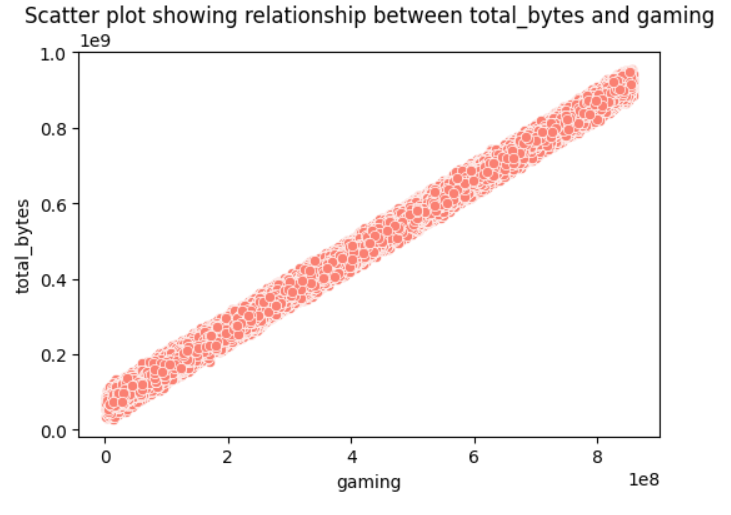 Scatter plot showing relationship between total_bytes and gaming
1e9
1.0
0.8
0.6
0.4
0.2
0.0
total_bytes
0 2 4 6 8
1e8
gaming